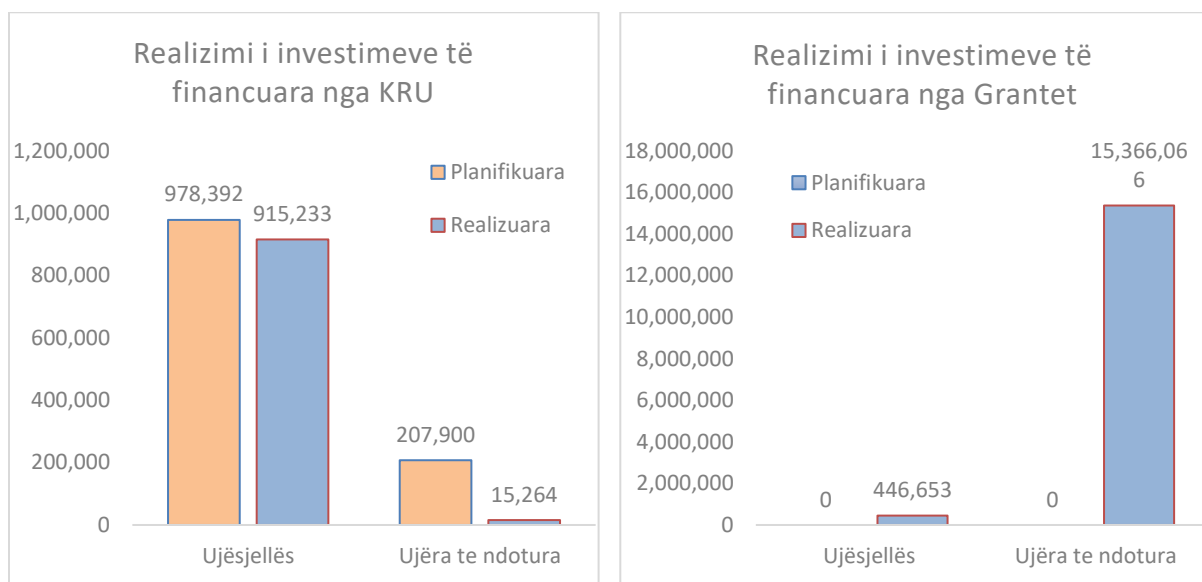 Realizimi i investimeve të
financuara nga KRU
1,200,000
1,000,000
800,000
600,000
400,000
200,000
0
978,392
915,233
207,900
15,264
Planifikuara
Realizuara
Ujësjellës
Ujëra te ndotura
Realizimi i investimeve të
financuara nga Grantet
18,000,000
16,000,000
14,000,000
12,000,000
10,000,000
8,000,000
6,000,000
4,000,000
2,000,000
0
0
446,653
0
15,366,06
6
Planifikuara
Realizuara
Ujësjellës
Ujëra te ndotura